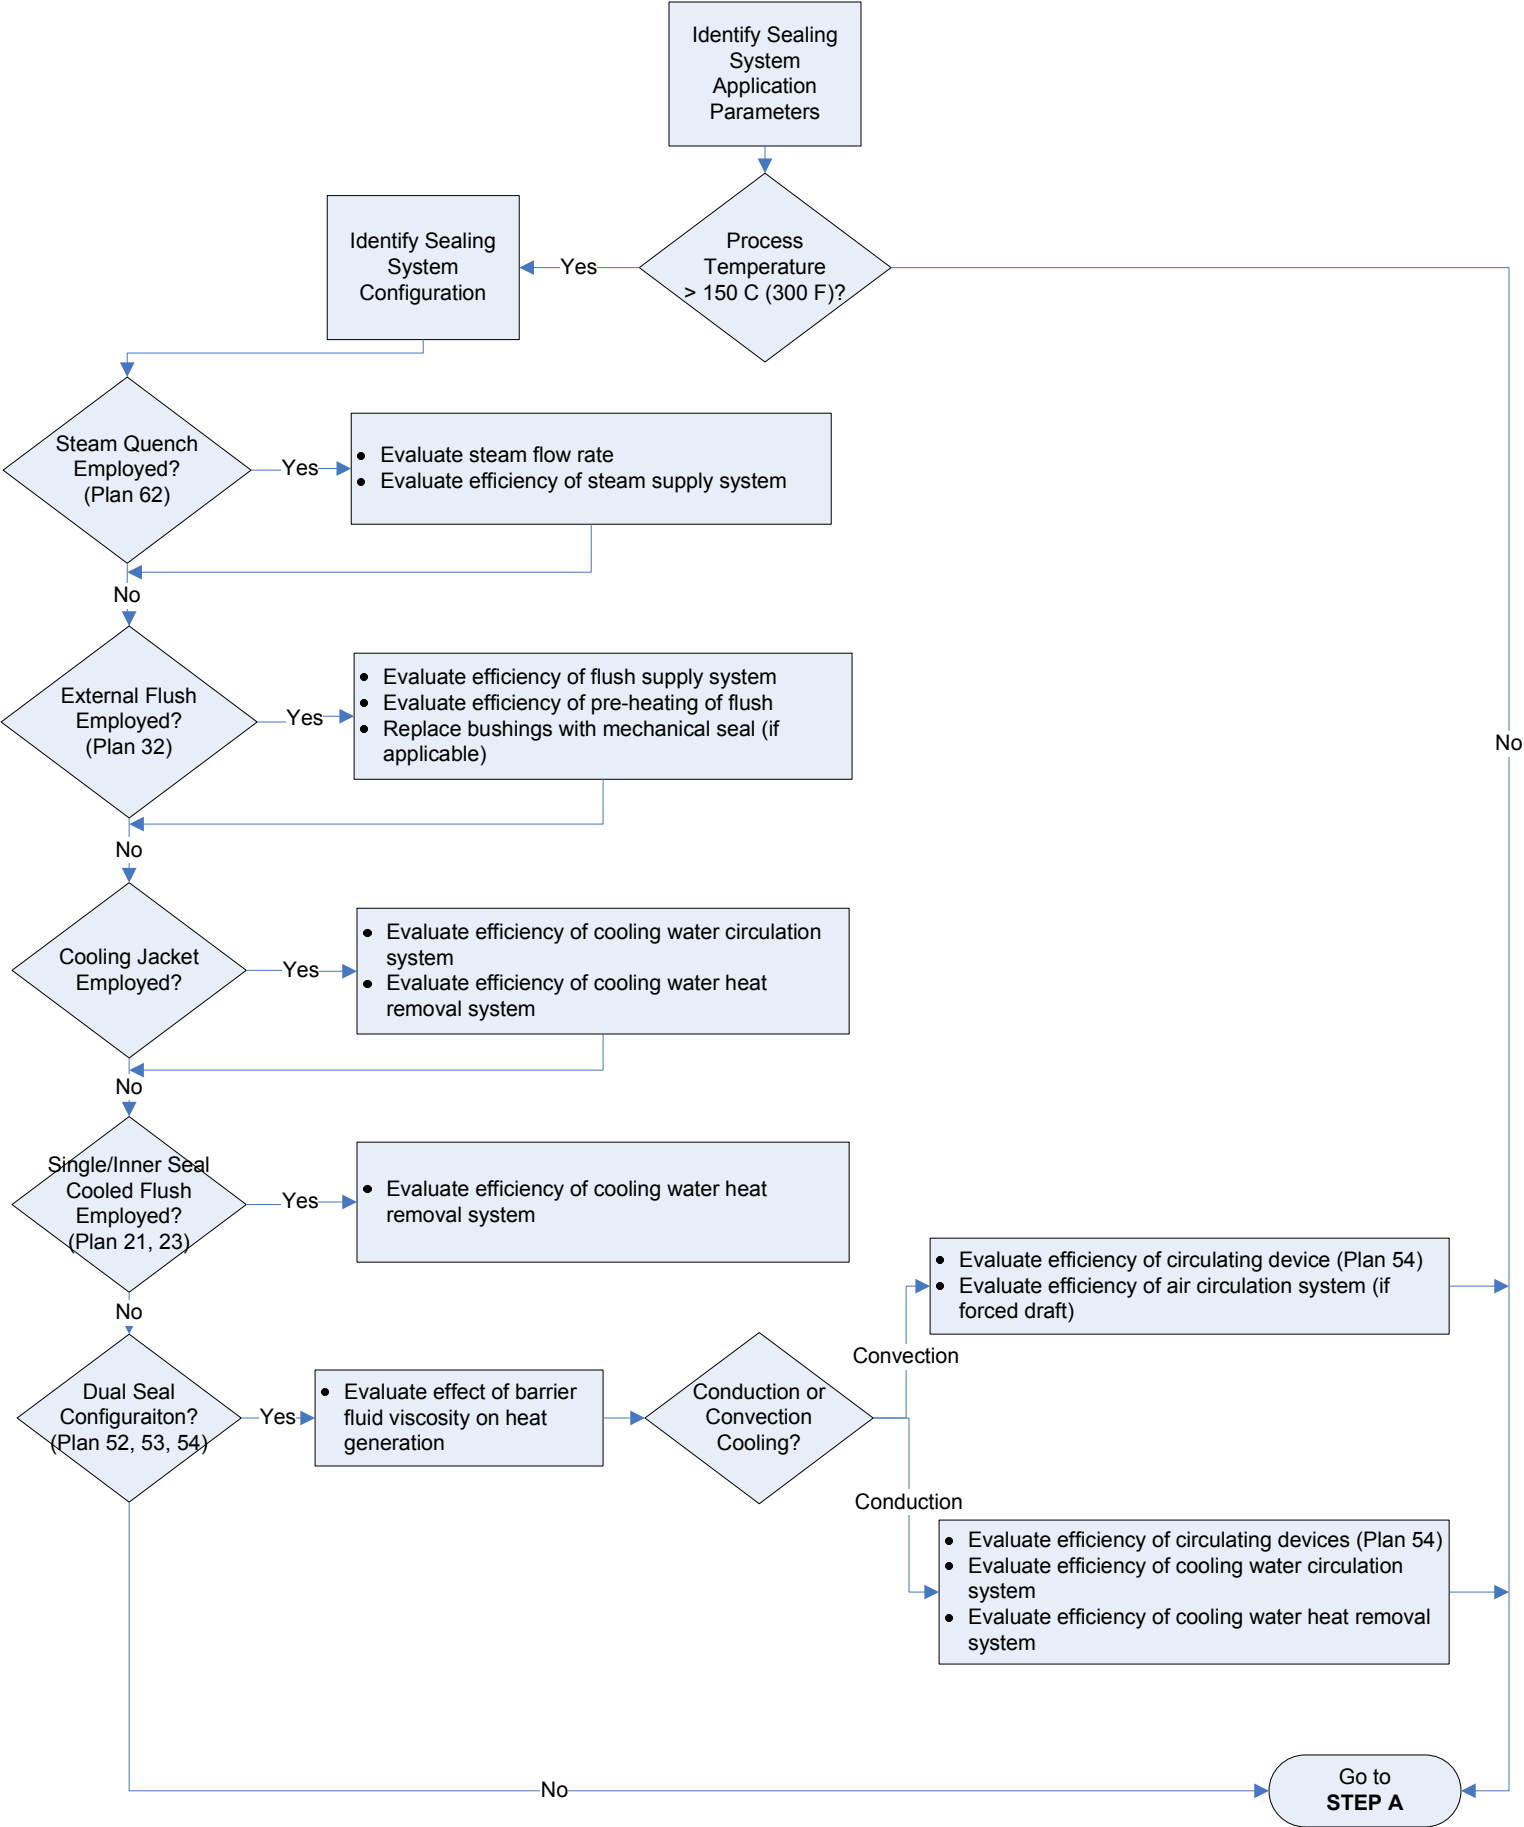 Identify Sealing
System
Application
Parameters
Process
Temperature
> 150 C (300 F)?
Yes
No
Identify Sealing
System
Configuration
Steam Quench
Employed?
(Plan 62)
Yes
• Evaluate steam flow rate
• Evaluate efficiency of steam supply system
No
External Flush
Employed?
(Plan 32)
Yes
• Evaluate efficiency of flush supply system
• Evaluate efficiency of pre-heating of flush
• Replace bushings with mechanical seal (if
applicable)
No
Cooling Jacket
Employed?
Yes
• Evaluate efficiency of cooling water circulation
system
• Evaluate efficiency of cooling water heat
removal system
No
Single/Inner Seal
Cooled Flush
Employed?
(Plan 21, 23)
Yes
• Evaluate efficiency of cooling water heat
removal system
No
Dual Seal
Configuraiton?
(Plan 52, 53, 54)
Yes
• Evaluate effect of barrier
fluid viscosity on heat
generation
Conduction or
Convection
Cooling?
Convection
• Evaluate efficiency of circulating device (Plan 54)
• Evaluate efficiency of air circulation system (if
forced draft)
Conduction
• Evaluate efficiency of circulating devices (Plan 54)
• Evaluate efficiency of cooling water circulation
system
• Evaluate efficiency of cooling water heat removal
system
No
Go to
STEP A